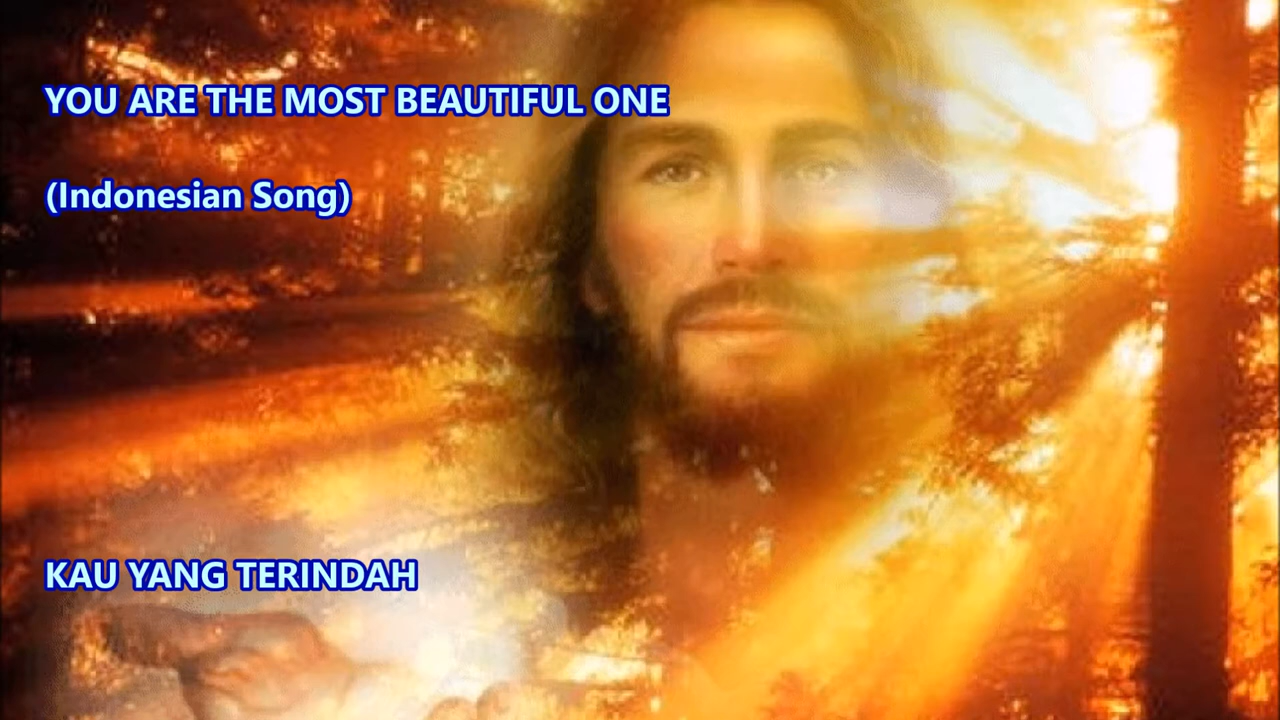 YOU ARE THE MOST BEAUTIFUL ONE
(Indonesian Song)
KAU YANG TERINDAH